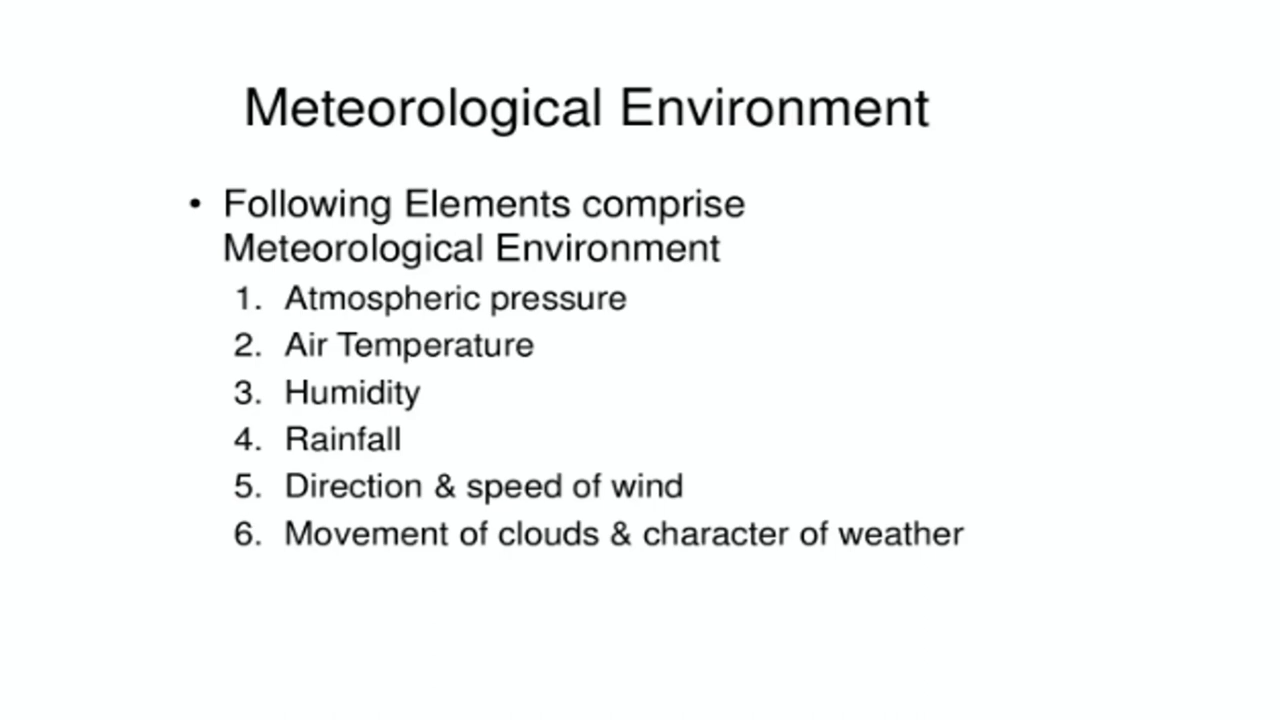 Meteorological Environment
• Following Elements comprise
Meteorological Environment
1. Atmospheric pressure
2. Air Temperature
3. Humidity
4. Rainfall
5. Direction & speed of wind
6. Movement of clouds & character of weather